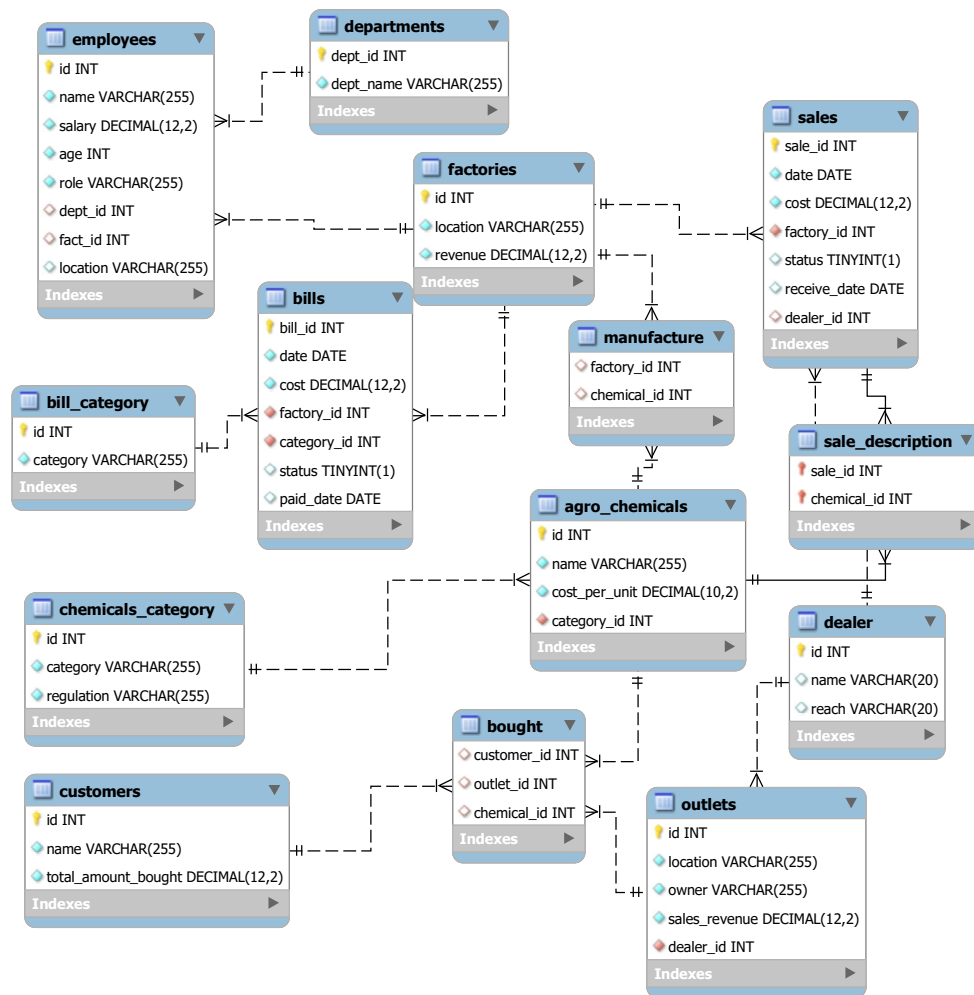 employees
id INT
name VARCHAR(255)
salary DECIMAL(12,2)
age INT
role VARCHAR(255)
dept_id INT
fact_id INT
location VARCHAR(255)
Indexes
departments
dept_id INT
dept_name VARCHAR(255)
Indexes
factories
id INT
location VARCHAR(255)
revenue DECIMAL(12,2)
Indexes
sales
sale_id INT
date DATE
cost DECIMAL(12,2)
factory_id INT
status TINYINT(1)
receive_date DATE
dealer_id INT
Indexes
bills
bill_id INT
date DATE
cost DECIMAL(12,2)
factory_id INT
category_id INT
status TINYINT(1)
paid_date DATE
Indexes
manufacture
factory_id INT
chemical_id INT
Indexes
bill_category
id INT
category VARCHAR(255)
Indexes
sale_description
sale_id INT
chemical_id INT
Indexes
agro_chemicals
id INT
name VARCHAR(255)
cost_per_unit DECIMAL(10,2)
category_id INT
Indexes
chemicals_category
id INT
category VARCHAR(255)
regulation VARCHAR(255)
Indexes
dealer
id INT
name VARCHAR(20)
reach VARCHAR(20)
Indexes
bought
customer_id INT
outlet_id INT
chemical_id INT
Indexes
customers
id INT
name VARCHAR(255)
total_amount_bought DECIMAL(12,2)
Indexes
outlets
id INT
location VARCHAR(255)
owner VARCHAR(255)
sales_revenue DECIMAL(12,2)
dealer_id INT
Indexes